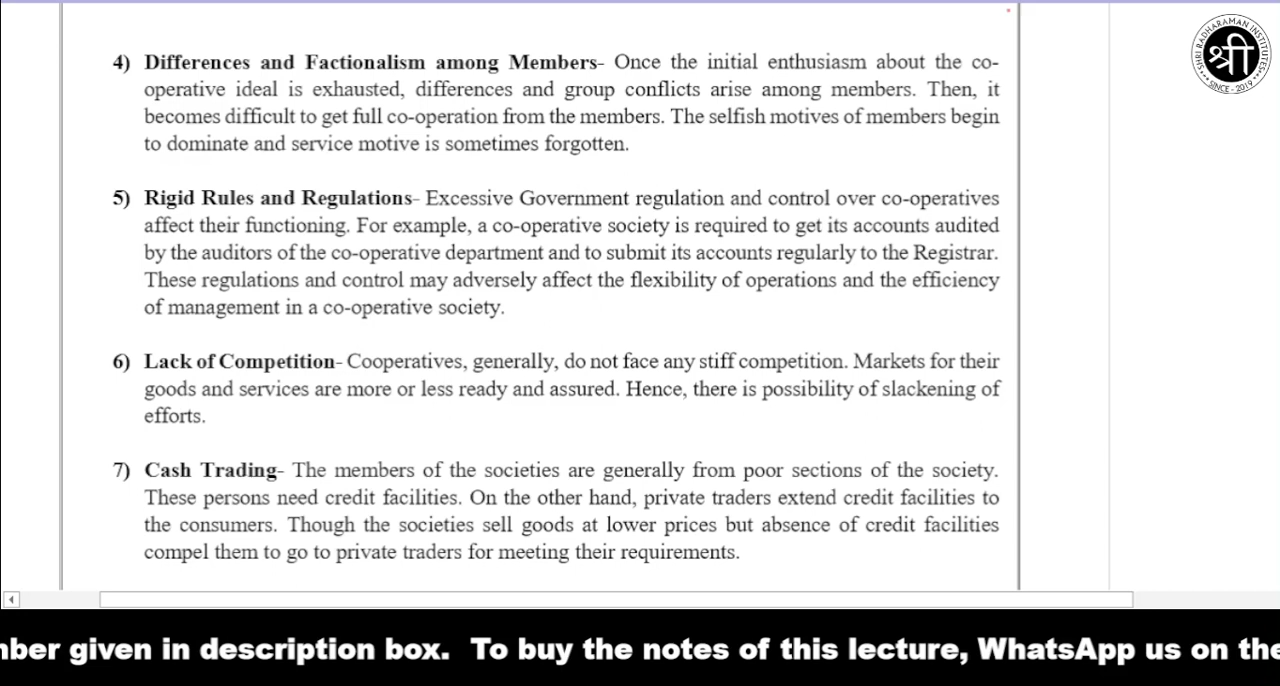 4) Differences and Factionalism among Members- Once the initial enthusiasm about the co-
operative ideal is exhausted, differences and group conflicts arise among members. Then, it
becomes difficult to get full co-operation from the members. The selfish motives of members begin
to dominate and service motive is sometimes forgotten.
5) Rigid Rules and Regulations- Excessive Government regulation and control over co-operatives
affect their functioning. For example, a co-operative society is required to get its accounts audited
by the auditors of the co-operative department and to submit its accounts regularly to the Registrar.
These regulations and control may adversely affect the flexibility of operations and the efficiency
of management in a co-operative society.
6) Lack of Competition- Cooperatives, generally, do not face any stiff competition. Markets for their
goods and services are more or less ready and assured. Hence, there is possibility of slackening of
efforts.
7) Cash Trading- The members of the societies are generally from poor sections of the society.
These persons need credit facilities. On the other hand, private traders extend credit facilities to
the consumers. Though the societies sell goods at lower prices but absence of credit facilities
compel them to go to private traders for meeting their requirements.
SHRI RADHARAMAN INSTITUTES
श्री
SINCE - 2019
nber given in description box. To buy the notes of this lecture, WhatsApp us on the